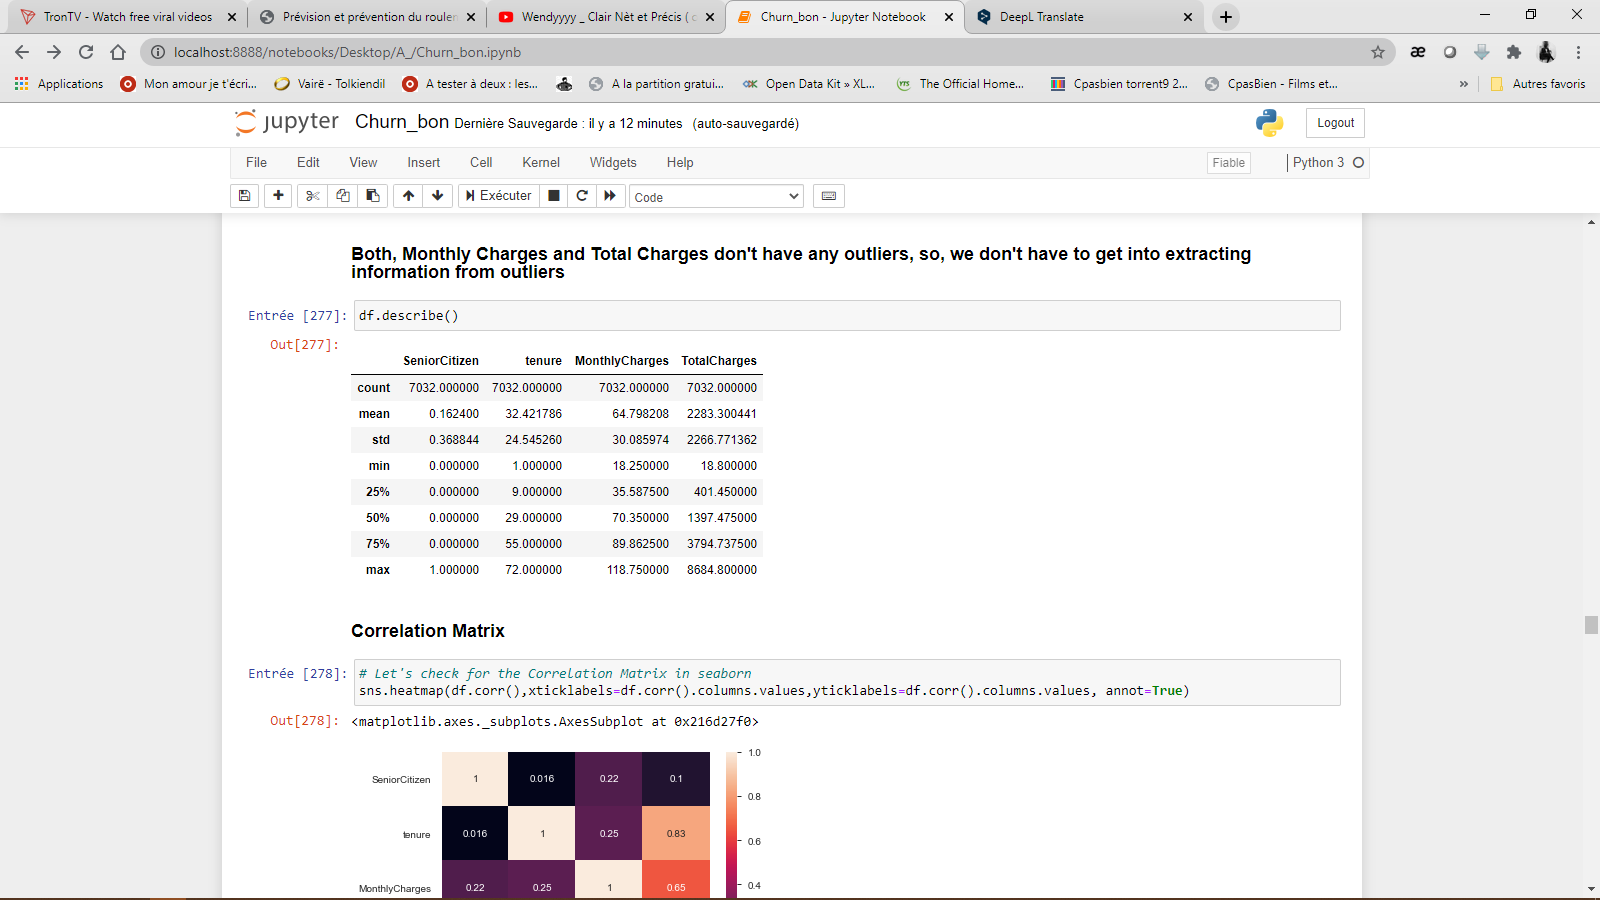 TronTV - Watch free viral videos
Prévision et prévention du rouler
Wendyyyy _ Clair Nèt et Précis (
Churn_bon - Jupyter Notebook
DeepL Translate
localhost:8888/notebooks/Desktop/A_/Churn_bon.ipynb
Applications
Mon amour je t'écri...
Vairë - Tolkiendil
A tester à deux : les...
A la partition gratui...
Open Data Kit » XL...
The Official Home...
Cpasbien torrent9 2...
CpasBien - Films et...
»
Autres favoris
jupyter Churn_bon Dernière Sauvegarde : il y a 12 minutes (auto-sauvegardé)
Logout
File Edit View Insert Cell Kernel Widgets Help
Fiable
Python 3
Exécuter
Code
Both, Monthly Charges and Total Charges don't have any outliers, so, we don't have to get into extracting
information from outliers
Entrée [277]: df.describe()
Out[277]:
SeniorCitizen tenure MonthlyCharges TotalCharges
count 7032.000000 7032.000000 7032.000000 7032.000000
mean 0.162400 32.421786 64.798208 2283.300441
std 0.368844 24.545260 30.085974 2266.771362
min 0.000000 1.000000 18.250000 18.800000
25% 0.000000 9.000000 35.587500 401.450000
50% 0.000000 29.000000 70.350000 1397.475000
75% 0.000000 55.000000 89.862500 3794.737500
max 1.000000 72.000000 118.750000 8684.800000
Correlation Matrix
Entrée [278]: # Let's check for the Correlation Matrix in seaborn
sns.heatmap(df.corr(),xticklabels=df.corr().columns.values,yticklabels=df.corr().columns.values, annot=True)
Out[278]: <matplotlib.axes._subplots.AxesSubplot at 0x216d27f0>
SeniorCitizen 1 0.016 0.22 0.1
tenure 0.016 1 0.25 0.83
MonthlyCharges 0.22 0.25 1 0.65
1.0
0.8
0.6
0.4